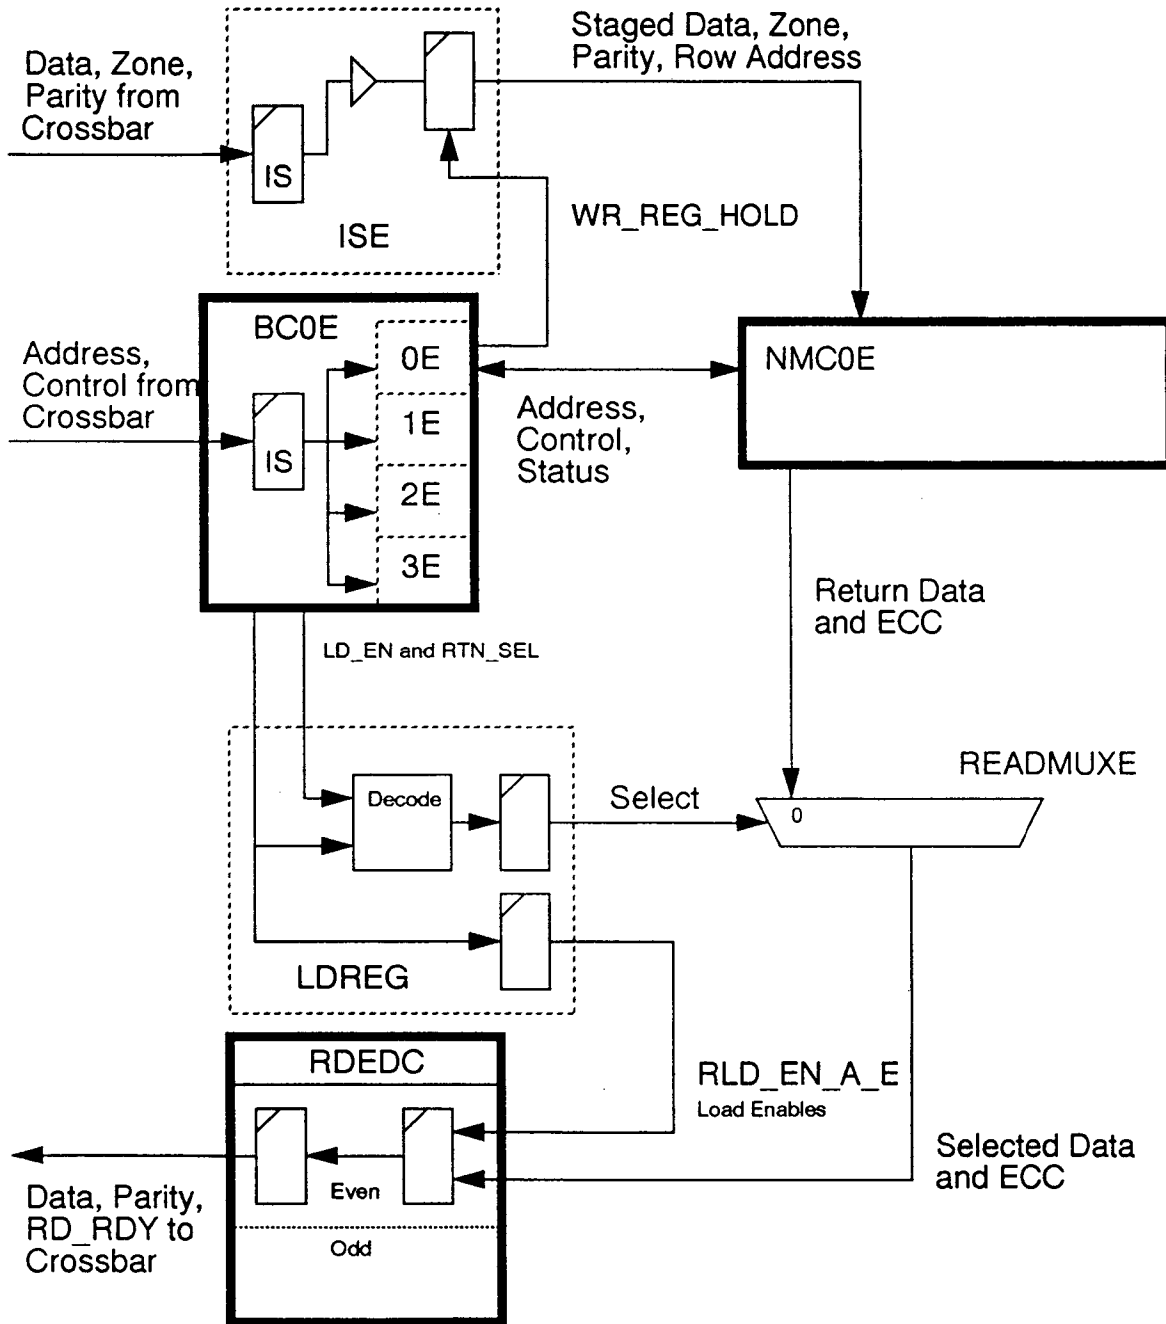 Staged Data, Zone,
Parity, Row Address
Data, Zone,
Parity from
Crossbar
IS
ISE
WR_REG_HOLD
BC0E
Address,
Control from
Crossbar
IS
0E
1E
2E
3E
NMC0E
Address,
Control,
Status
Return Data
and ECC
LD_EN and RTN_SEL
READMUXE
Decode
Select
0
LDREG
RDEDC
RLD_EN_A_E
Load Enables
Selected Data
and ECC
Even
Odd
Data, Parity,
RD_RDY to
Crossbar